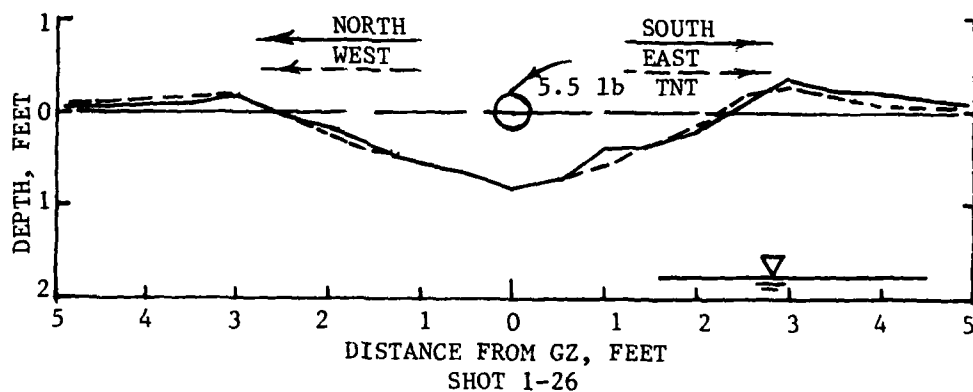 1
0
1
2
DEPTH, FEET
NORTH
WEST
SOUTH
EAST
5.5 lb TNT
5 4 3 2 1 0 1 2 3 4 5
DISTANCE FROM GZ, FEET
SHOT 1-26